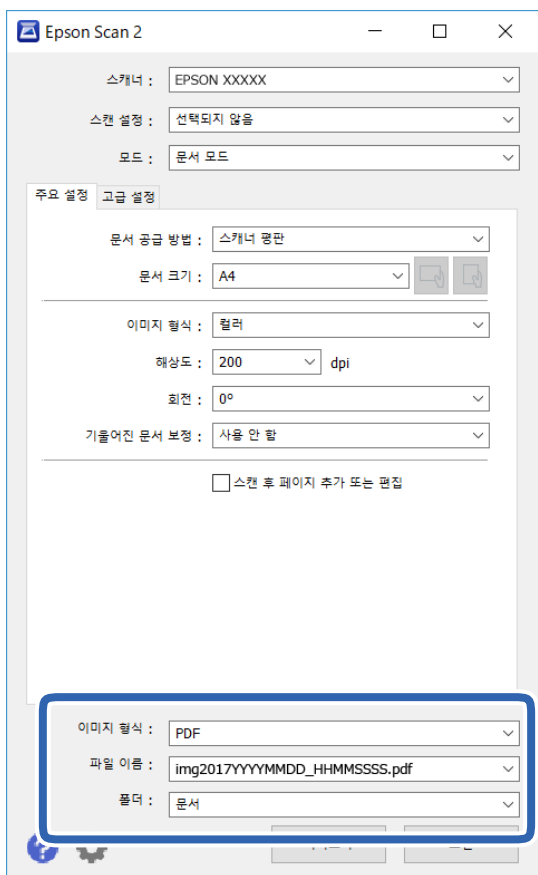 Epson Scan 2
스캐너 : EPSON XXXXX
스캔 설정 : 선택되지 않음
모드 : 문서 모드
주요 설정 고급 설정
문서 공급 방법 : 스캐너 평판
문서 크기 : A4
이미지 형식 : 컬러
해상도 : 200 dpi
회전 : 0º
기울어진 문서 보정 : 사용 안 함
스캔 후 페이지 추가 또는 편집
이미지 형식 : PDF
파일 이름 : img2017YYYYMMDD_HHMMSSSS.pdf
폴더 : 문서
?